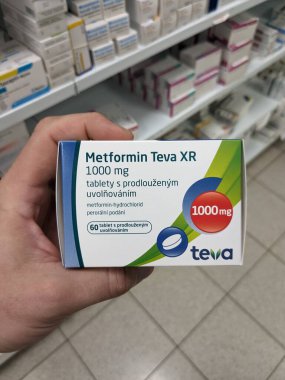 Metformin Teva XR
1000 mg
tablety s prodlouženým
uvolňováním
metformin-hydrochlorid
perorální podání
60 tablet s prodlouženým
uvolňováním
1000 mg
teva